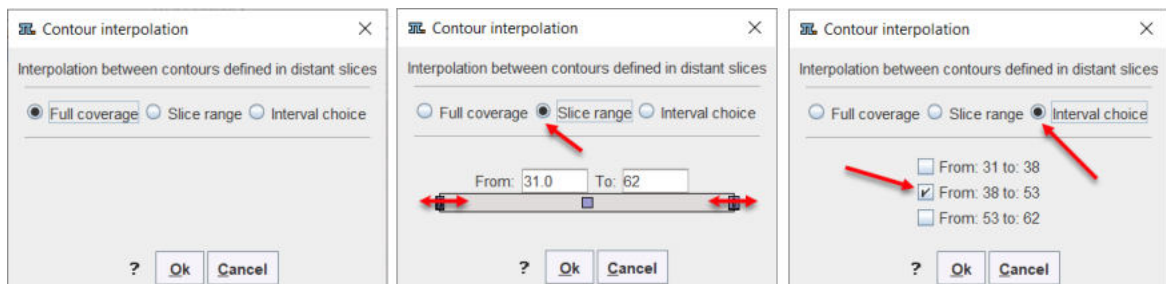 Contour interpolation
Interpolation between contours defined in distant slices
Full coverage Slice range Interval choice
? Ok Cancel
Contour interpolation
Interpolation between contours defined in distant slices
Full coverage Slice range Interval choice
From: 31.0 To: 62
? Ok Cancel
Contour interpolation
Interpolation between contours defined in distant slices
Full coverage Slice range Interval choice
From: 31 to: 38
From: 38 to: 53
From: 53 to: 62
? Ok Cancel